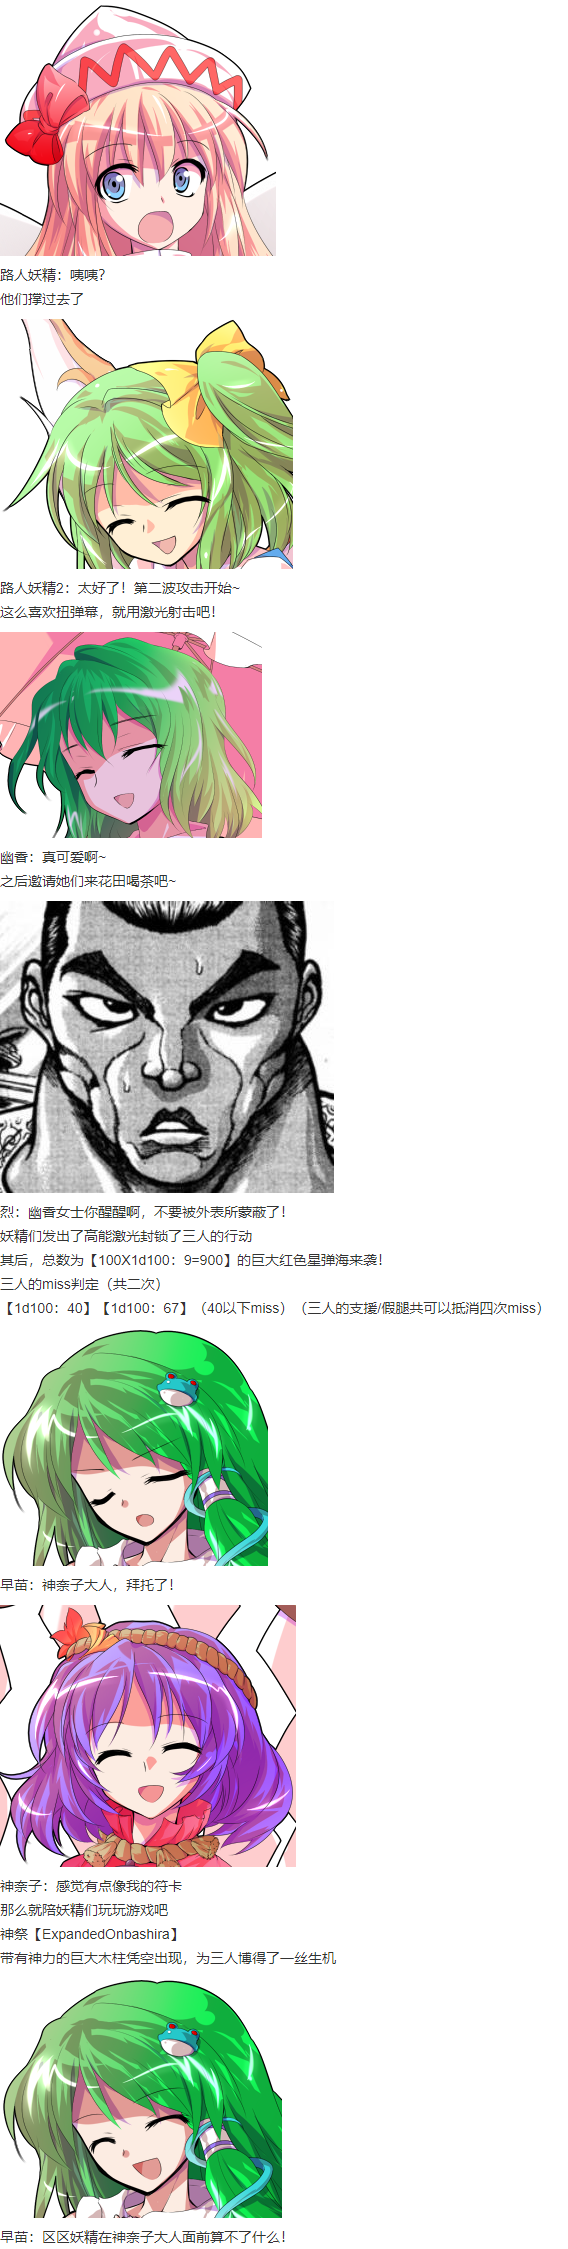 路人妖精：咦咦？
他们撑过去了
路人妖精2：太好了！第二波攻击开始~
这么喜欢扭弹幕，就用激光射击吧！
幽香：真可爱啊~
之后邀请她们来花田喝茶吧~
烈：幽香女士你醒醒啊，不要被外表所蒙蔽了！
妖精们发出了高能激光封锁了三人的行动
其后，总数为【100X1d100：9=900】的巨大红色星弹海来袭！
三人的miss判定（共二次）
【1d100：40】【1d100：67】（40以下miss）（三人的支援/假腿共可以抵消四次miss）
早苗：神奈子大人，拜托了！
神奈子：感觉有点像我的符卡
那么就陪妖精们玩玩游戏吧
神祭【ExpandedOnbashira】
带有神力的巨大木柱凭空出现，为三人博得了一丝生机
早苗：区区妖精在神奈子大人面前算不了什么！